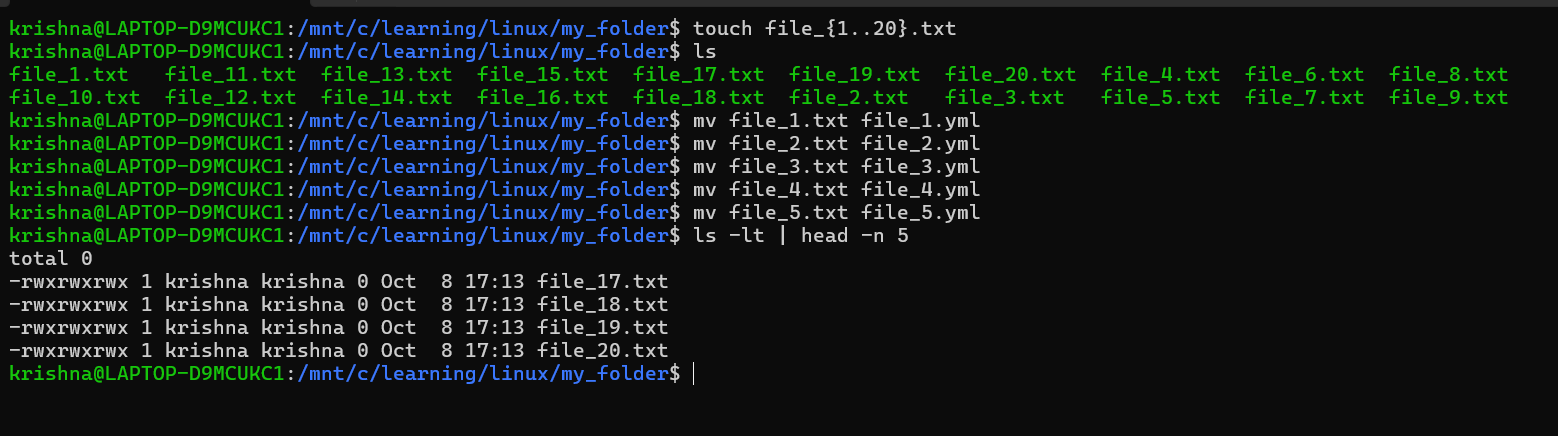 krishna@LAPTOP-D9MCUKC1:/mnt/c/learning/linux/my_folder$ touch file_{1..20}.txt
krishna@LAPTOP-D9MCUKC1:/mnt/c/learning/linux/my_folder$ ls
file_1.txt   file_11.txt  file_13.txt  file_15.txt  file_17.txt  file_19.txt  file_20.txt  file_4.txt  file_6.txt  file_8.txt
file_10.txt  file_12.txt  file_14.txt  file_16.txt  file_18.txt  file_2.txt   file_3.txt   file_5.txt  file_7.txt  file_9.txt
krishna@LAPTOP-D9MCUKC1:/mnt/c/learning/linux/my_folder$ mv file_1.txt file_1.yml
krishna@LAPTOP-D9MCUKC1:/mnt/c/learning/linux/my_folder$ mv file_2.txt file_2.yml
krishna@LAPTOP-D9MCUKC1:/mnt/c/learning/linux/my_folder$ mv file_3.txt file_3.yml
krishna@LAPTOP-D9MCUKC1:/mnt/c/learning/linux/my_folder$ mv file_4.txt file_4.yml
krishna@LAPTOP-D9MCUKC1:/mnt/c/learning/linux/my_folder$ mv file_5.txt file_5.yml
krishna@LAPTOP-D9MCUKC1:/mnt/c/learning/linux/my_folder$ ls -lt | head -n 5
total 0
-rwxrwxrwx 1 krishna krishna 0 Oct  8 17:13 file_17.txt
-rwxrwxrwx 1 krishna krishna 0 Oct  8 17:13 file_18.txt
-rwxrwxrwx 1 krishna krishna 0 Oct  8 17:13 file_19.txt
-rwxrwxrwx 1 krishna krishna 0 Oct  8 17:13 file_20.txt
krishna@LAPTOP-D9MCUKC1:/mnt/c/learning/linux/my_folder$